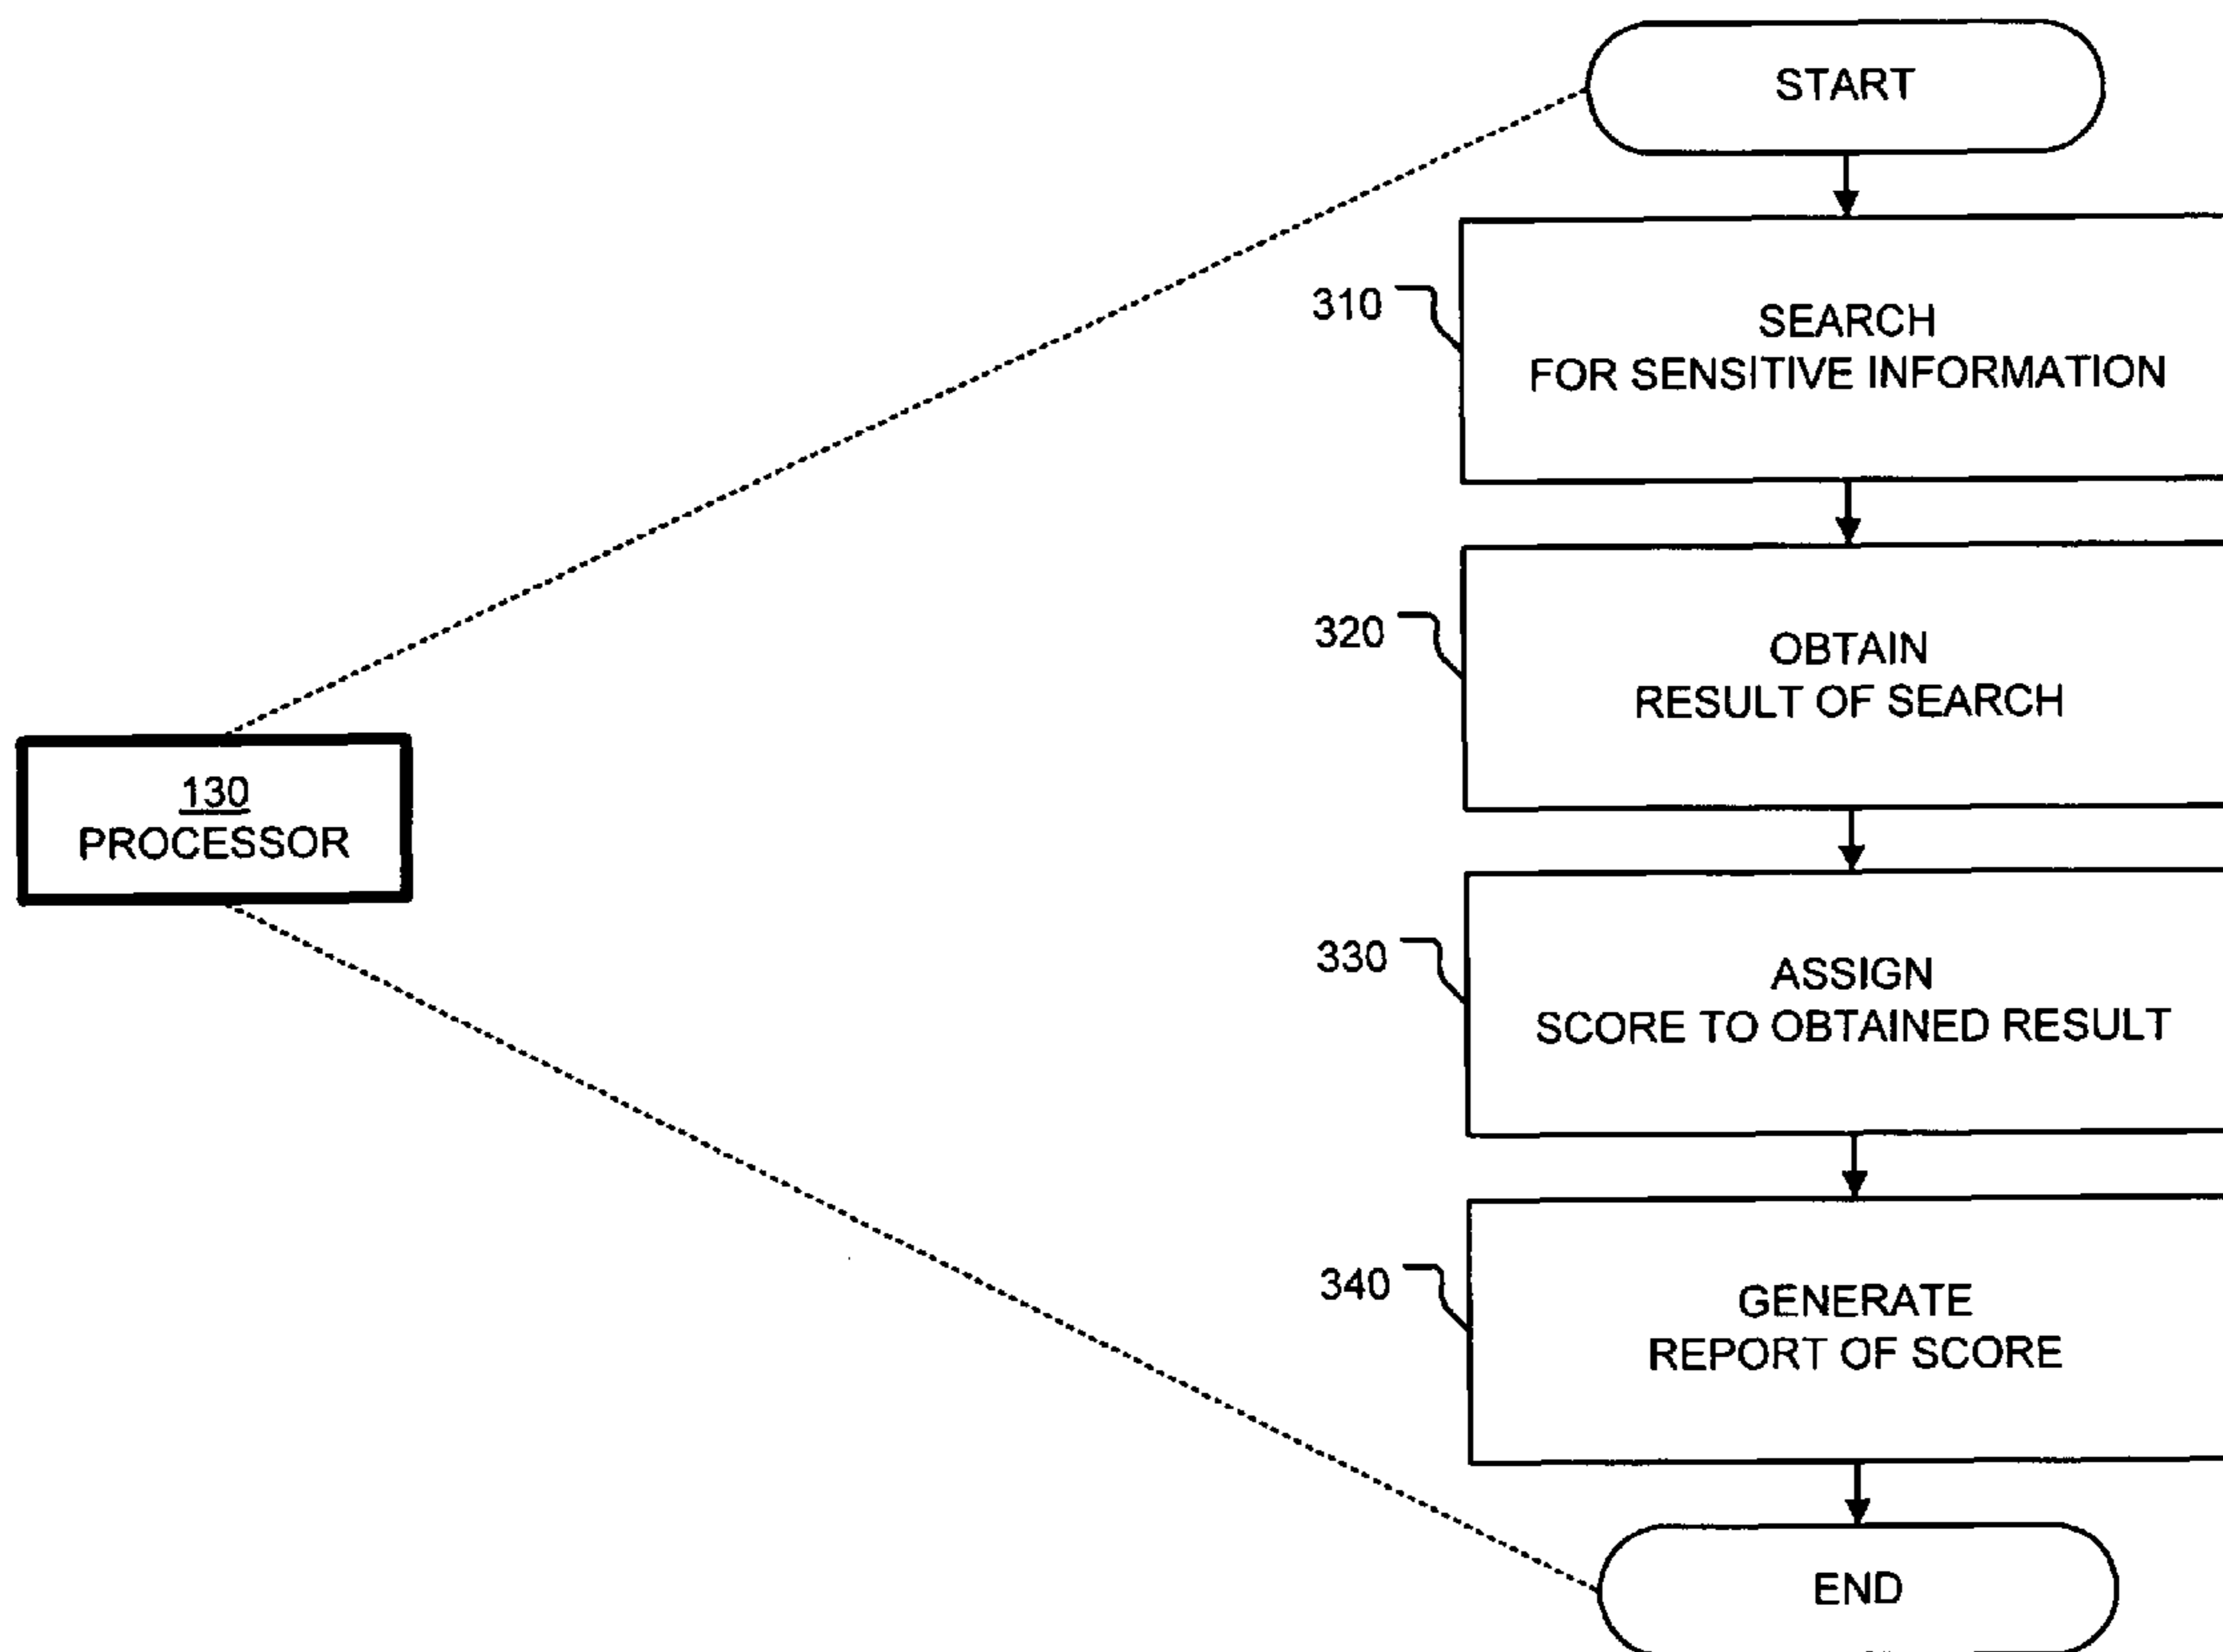 START
310
SEARCH
FOR SENSITIVE INFORMATION
320
OBTAIN
RESULT OF SEARCH
130
PROCESSOR
330
ASSIGN
SCORE TO OBTAINED RESULT
340
GENERATE
REPORT OF SCORE
END